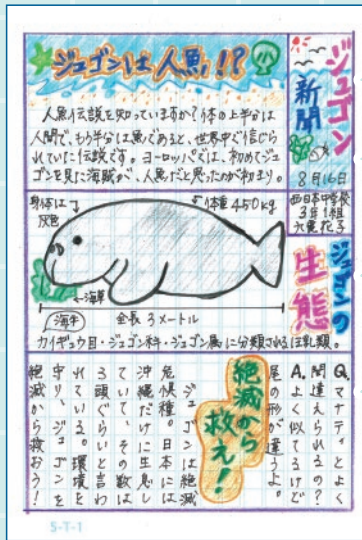 ジュゴンは人魚!?
ジュゴン
新聞
8月16日
西日本中学校
3年1組
六鹿花子
人魚伝説を知っていますか?体の上半分は
人間で、もう半分は魚であると、世界中で信じら
れていた伝説です。ヨーロッパでは、初めてジュ
ゴンを見た海賊が、人魚だと思ったのが初まり。
ジュゴンの
生態
身体は
灰色
体重450kg
海草
海牛
全長3メートル
カイギュウ目・ジュゴン科・ジュゴン属に分類されるほ乳類。
Q.マナティとよく
間違えられるの?
A.よく似てるけど
尾の形が違うよ。
絶滅から
救え!
ジュゴンは絶滅
危惧種。日本には
沖縄だけに生息し
ていて、その数は
3頭ぐらいと言わ
れている。環境を
守り、ジュゴンを
絶滅から救おう!
5-T-1